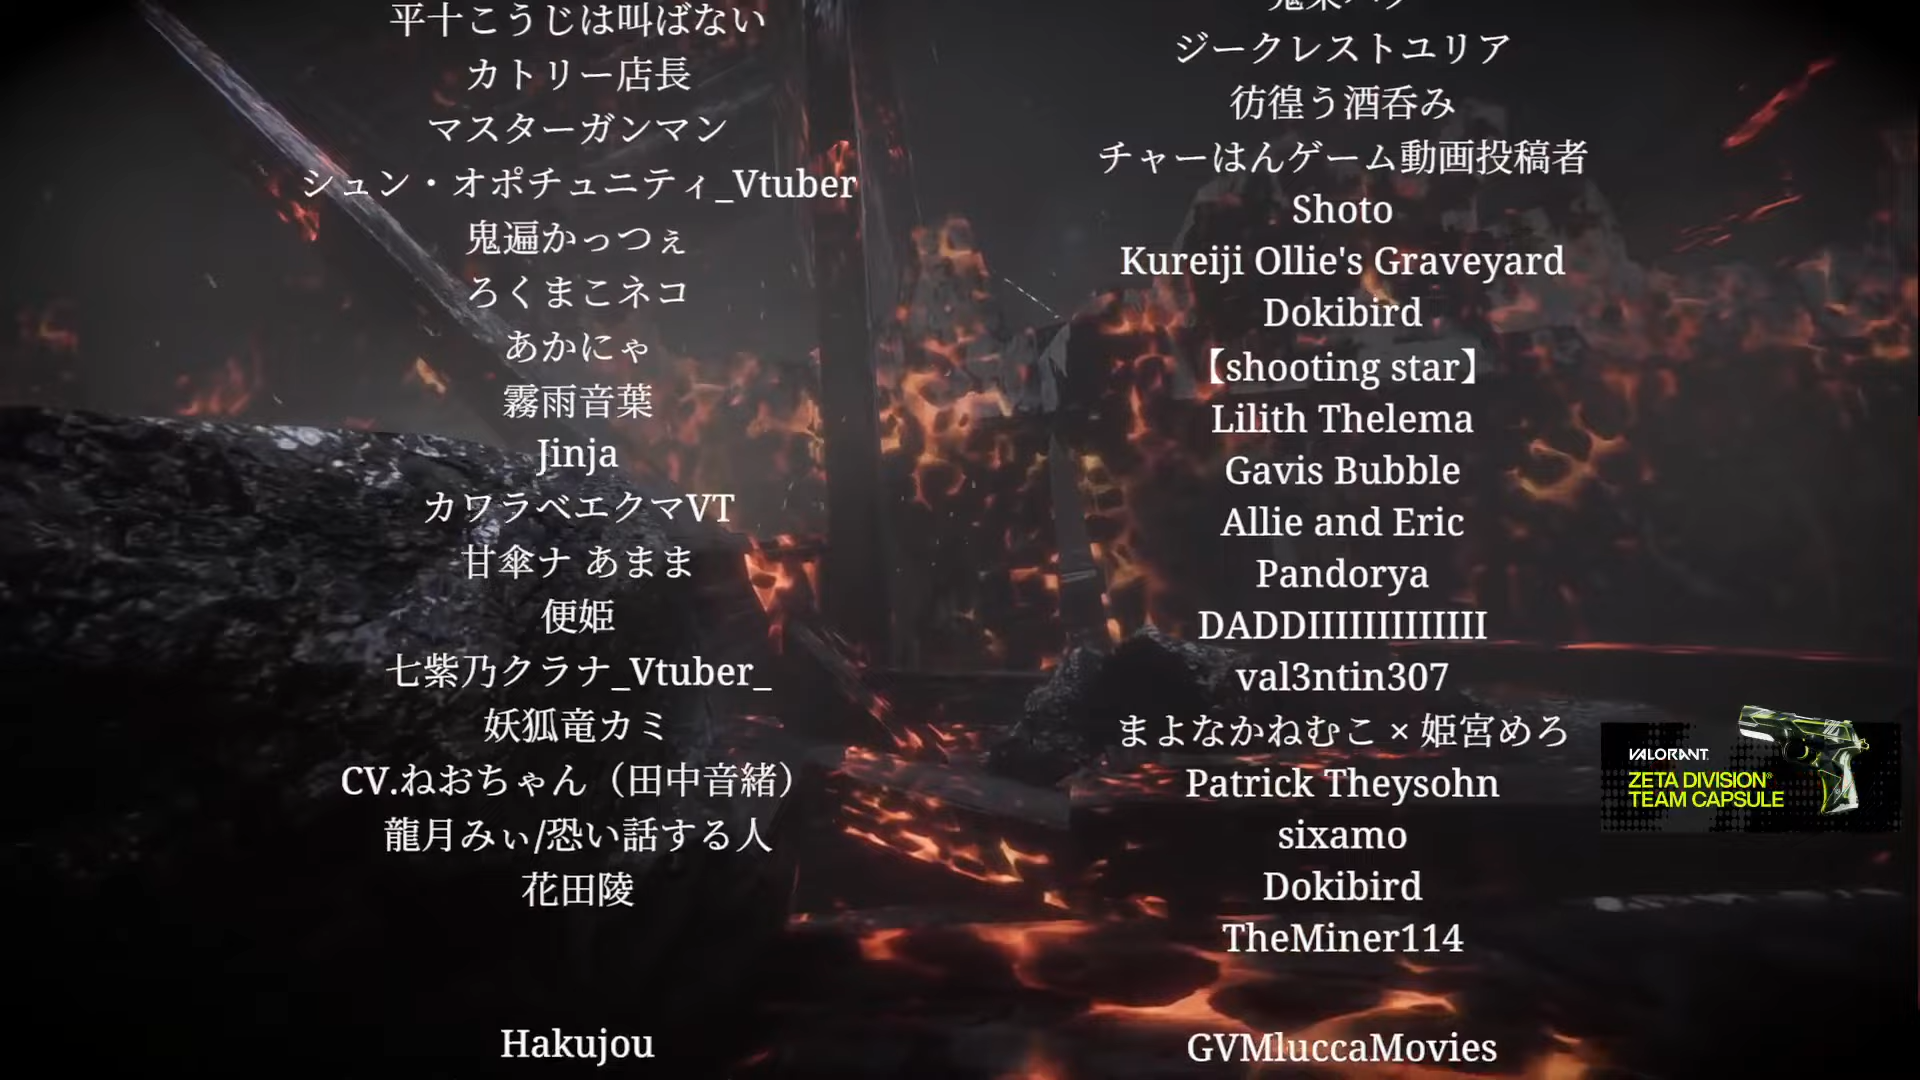 平十こうじは叫ばない
カトリー店長
マスターガンマン
シュン・オポチュニティ_Vtuber
鬼遍かっつぇ
ろくまこネコ
あかにゃ
霧雨音葉
Jinja
カワラベエクマVT
甘傘ナ あまま
便姫
七紫乃クラナ_Vtuber_
妖狐竜カミ
CV.ねおちゃん（田中音緒）
龍月みぃ/恐い話する人
花田陵
Hakujou
ジークレストユリア
彷徨う酒呑み
チャーはんゲーム動画投稿者
Shoto
Kureiji Ollie's Graveyard
Dokibird
【shooting star】
Lilith Thelema
Gavis Bubble
Allie and Eric
Pandorya
DADDIIIIIIIIIIIII
val3ntin307
まよなかねむこ × 姫宮めろ
Patrick Theysohn
sixamo
Dokibird
TheMiner114
GVMluccaMovies
VALORANT
ZETA DIVISION®
TEAM CAPSULE